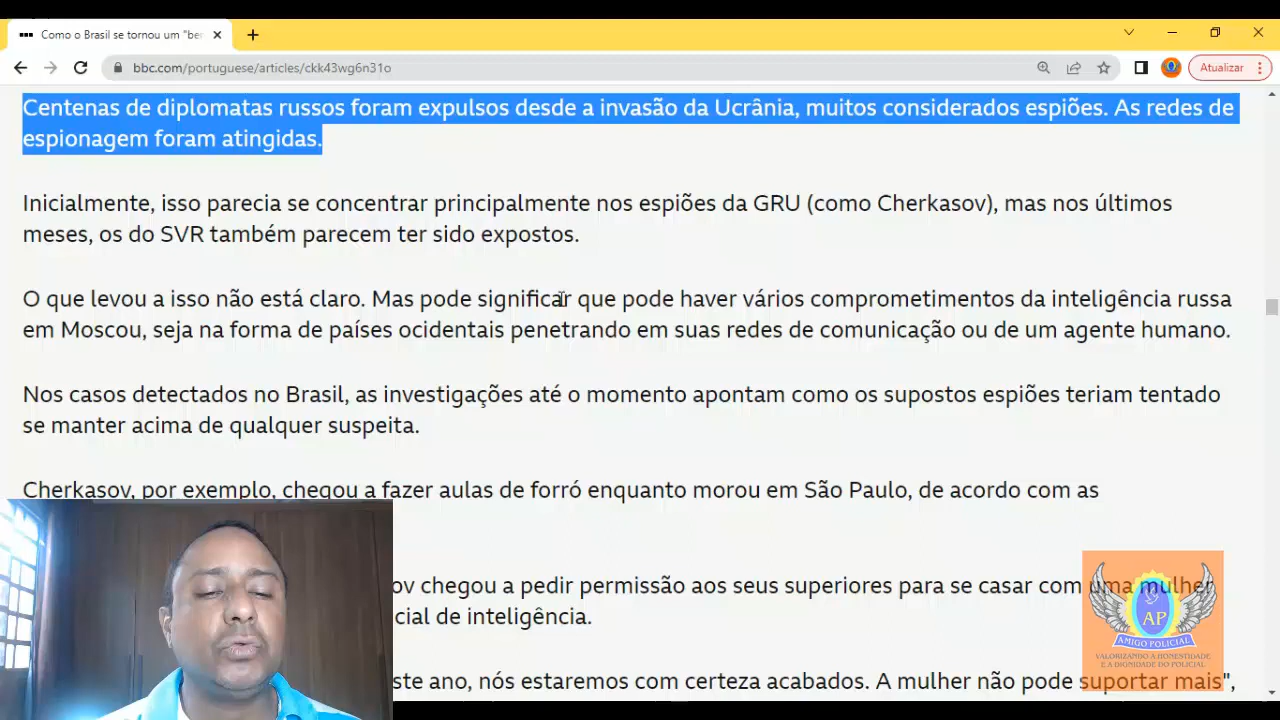 Como o Brasil se tornou um "ber
bbc.com/portuguese/articles/ckk43wg6n31o
Atualizar
Centenas de diplomatas russos foram expulsos desde a invasão da Ucrânia, muitos considerados espiões. As redes de
espionagem foram atingidas.
Inicialmente, isso parecia se concentrar principalmente nos espiões da GRU (como Cherkasov), mas nos últimos
meses, os do SVR também parecem ter sido expostos.
O que levou a isso não está claro. Mas pode significar que pode haver vários comprometimentos da inteligência russa
em Moscou, seja na forma de países ocidentais penetrando em suas redes de comunicação ou de um agente humano.
Nos casos detectados no Brasil, as investigações até o momento apontam como os supostos espiões teriam tentado
se manter acima de qualquer suspeita.
Cherkasov, por exemplo, chegou a fazer aulas de forró enquanto morou em São Paulo, de acordo com as
ov chegou a pedir permissão aos seus superiores para se casar com uma mulher
cial de inteligência.
ste ano, nós estaremos com certeza acabados. A mulher não pode suportar mais",
AP
AMIGO POLICIAL
VALORIZANDO A HONESTIDADE
E A DIGNIDADE DO POLICIAL